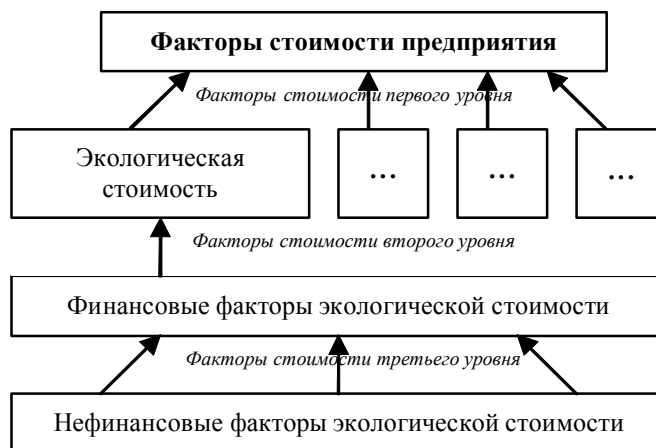 Факторы стоимости предприятия
Факторы стоимости первого уровня
Экологическая
стоимость
...
...
...
Факторы стоимости второго уровня
Финансовые факторы экологической стоимости
Факторы стоимости третьего уровня
Нефинансовые факторы экологической стоимости